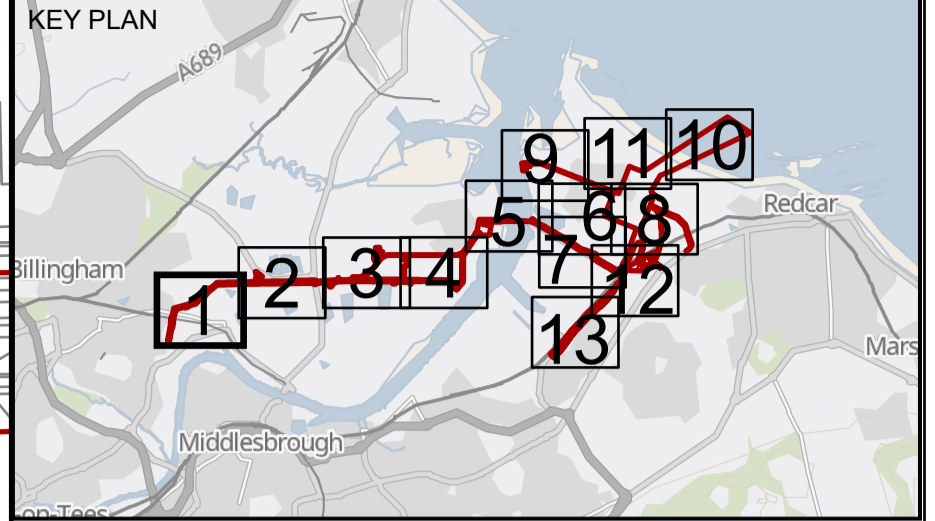 KEY PLAN
A689
9
11
10
Redcar
5
6
8
Billingham
2
3
4
7
12
1
13
Mars
Middlesbrough
on-Tees